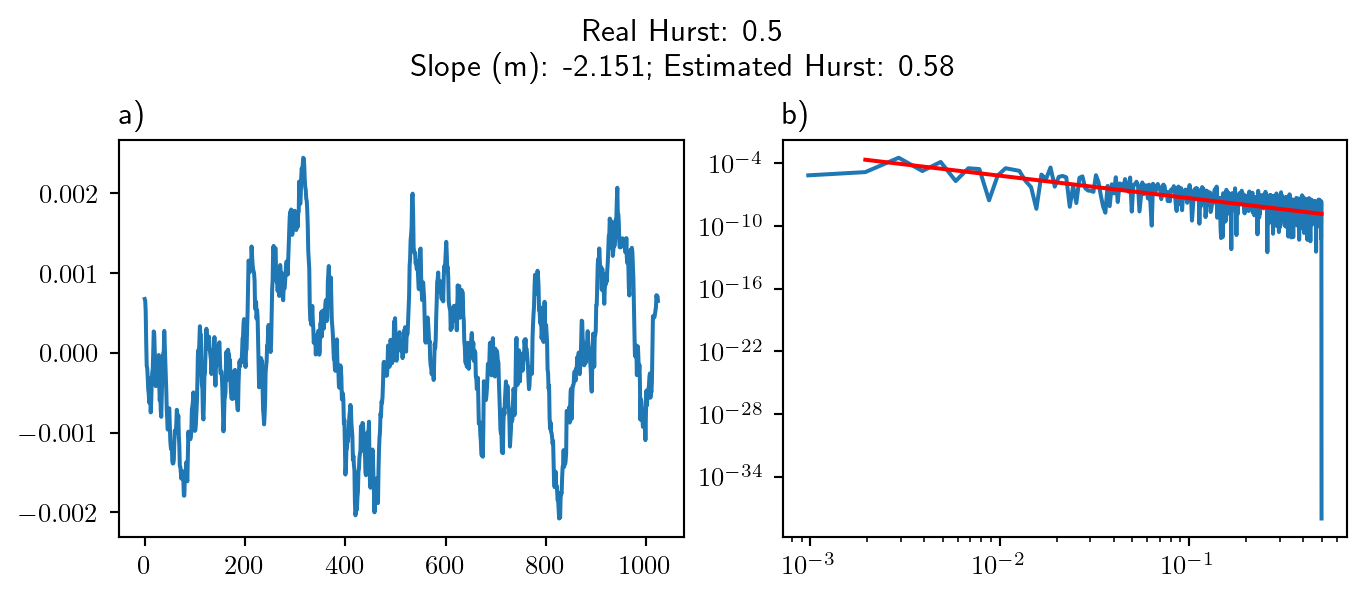 Real Hurst: 0.5
Slope (m): -2.151; Estimated Hurst: 0.58
a)
0.002
0.001
0.000
−0.001
−0.002
0 200 400 600 800 1000
b)
10⁻⁴
10⁻¹⁰
10⁻¹⁶
10⁻²²
10⁻²⁸
10⁻³⁴
10⁻³ 10⁻² 10⁻¹